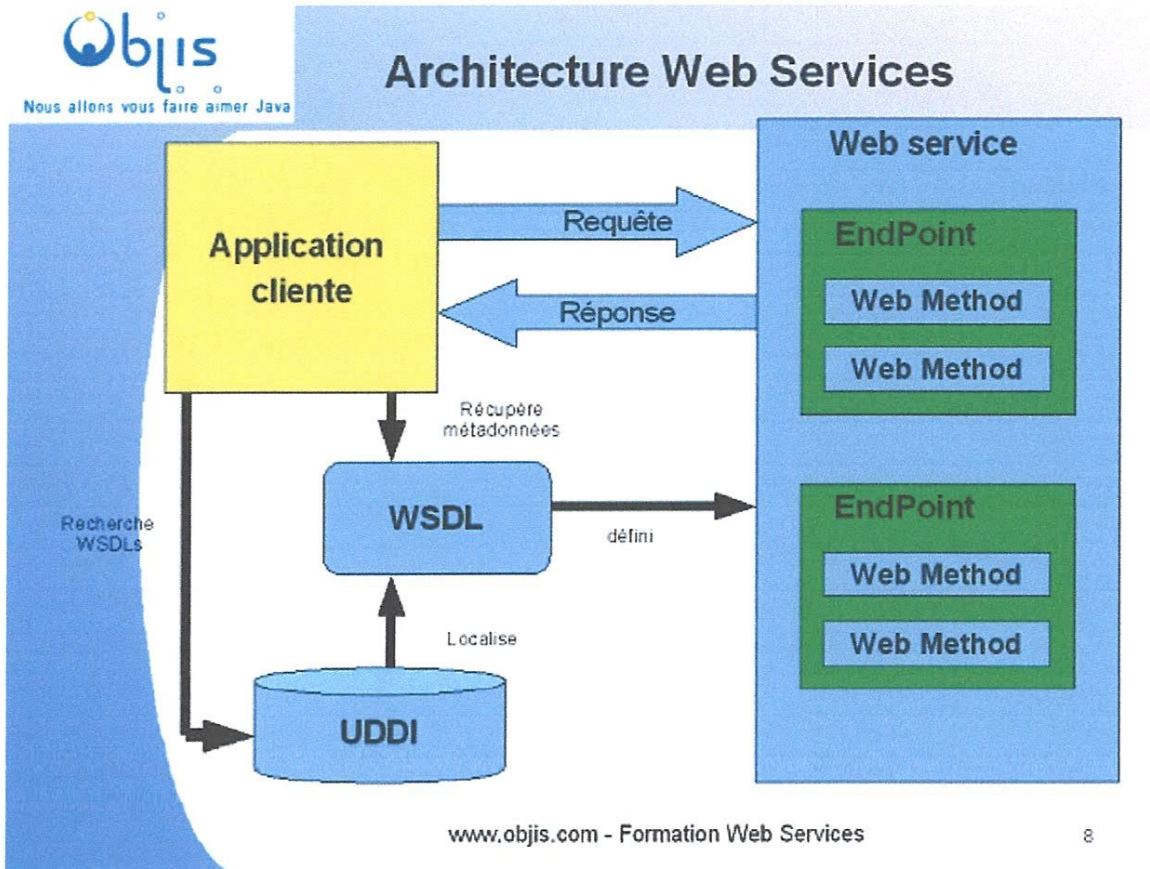 Objis
Nous allons vous faire aimer Java
Architecture Web Services
Application
cliente
Requête
Réponse
Web service
EndPoint
Web Method
Web Method
Récupère
métadonnées
WSDL
défini
Recherche
WSDLs
Localise
UDDI
EndPoint
Web Method
Web Method
www.objis.com - Formation Web Services
8